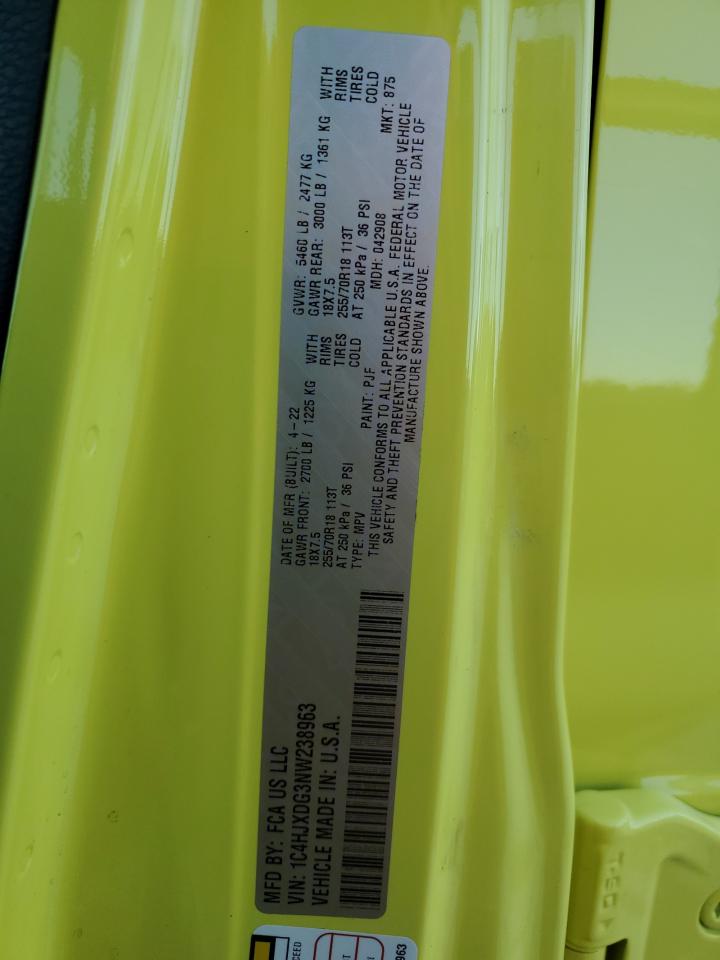 MFD BY: FCA US LLC
VIN: 1C4HJXDG3NW238963
VEHICLE MADE IN: U.S.A.
DATE OF MFR (BUILT): 4-22 GVWR: 5460 LB / 2477 KG
GAWR FRONT: 2700 LB / 1225 KG WITH GAWR REAR: 3000 LB / 1361 KG WITH
18X7.5 RIMS 18X7.5 RIMS
255/70R18 113T TIRES 255/70R18 113T TIRES
AT 250 kPa / 36 PSI COLD AT 250 kPa / 36 PSI COLD
TYPE: MPV PAINT: PJF MDH: 042908 MKT: 875
THIS VEHICLE CONFORMS TO ALL APPLICABLE U.S.A. FEDERAL MOTOR VEHICLE
SAFETY AND THEFT PREVENTION STANDARDS IN EFFECT ON THE DATE OF
MANUFACTURE SHOWN ABOVE.
CEED
963
T-50